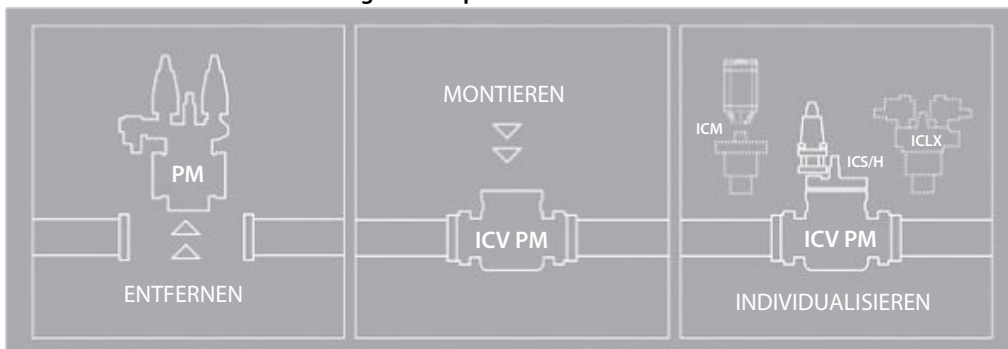 PM
ENTFERNEN
MONTIEREN
ICV PM
ICM
ICS/H
ICLX
ICV PM
INDIVIDUALISIEREN